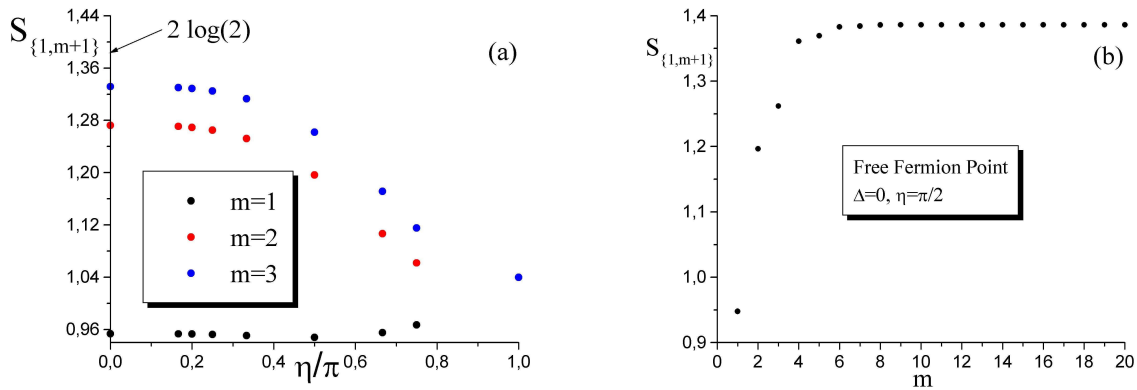 S{1,m+1}
1,44
1,36
1,28
1,20
1,12
1,04
0,96
2 log(2)
(a)
m=1
m=2
m=3
0,0 0,2 0,4 0,6 0,8 1,0
η/π
S{1,m+1}
1,4
1,3
1,2
1,1
1,0
0,9
(b)
Free Fermion Point
Δ=0, η=π/2
0 2 4 6 8 10 12 14 16 18 20
m